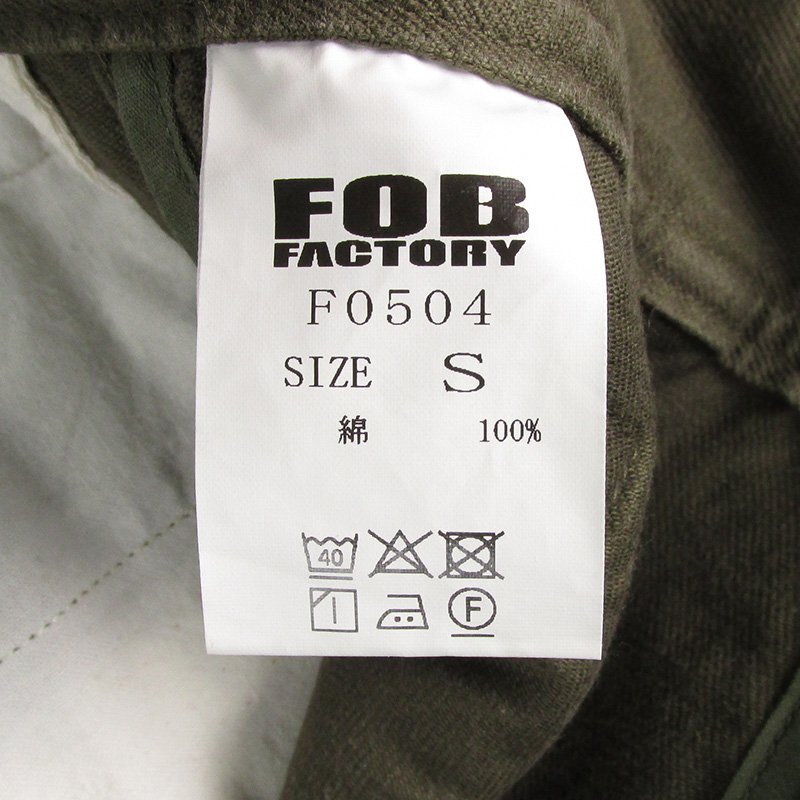 FOB
FACTORY
F0504
SIZE S
綿 100%
40
F